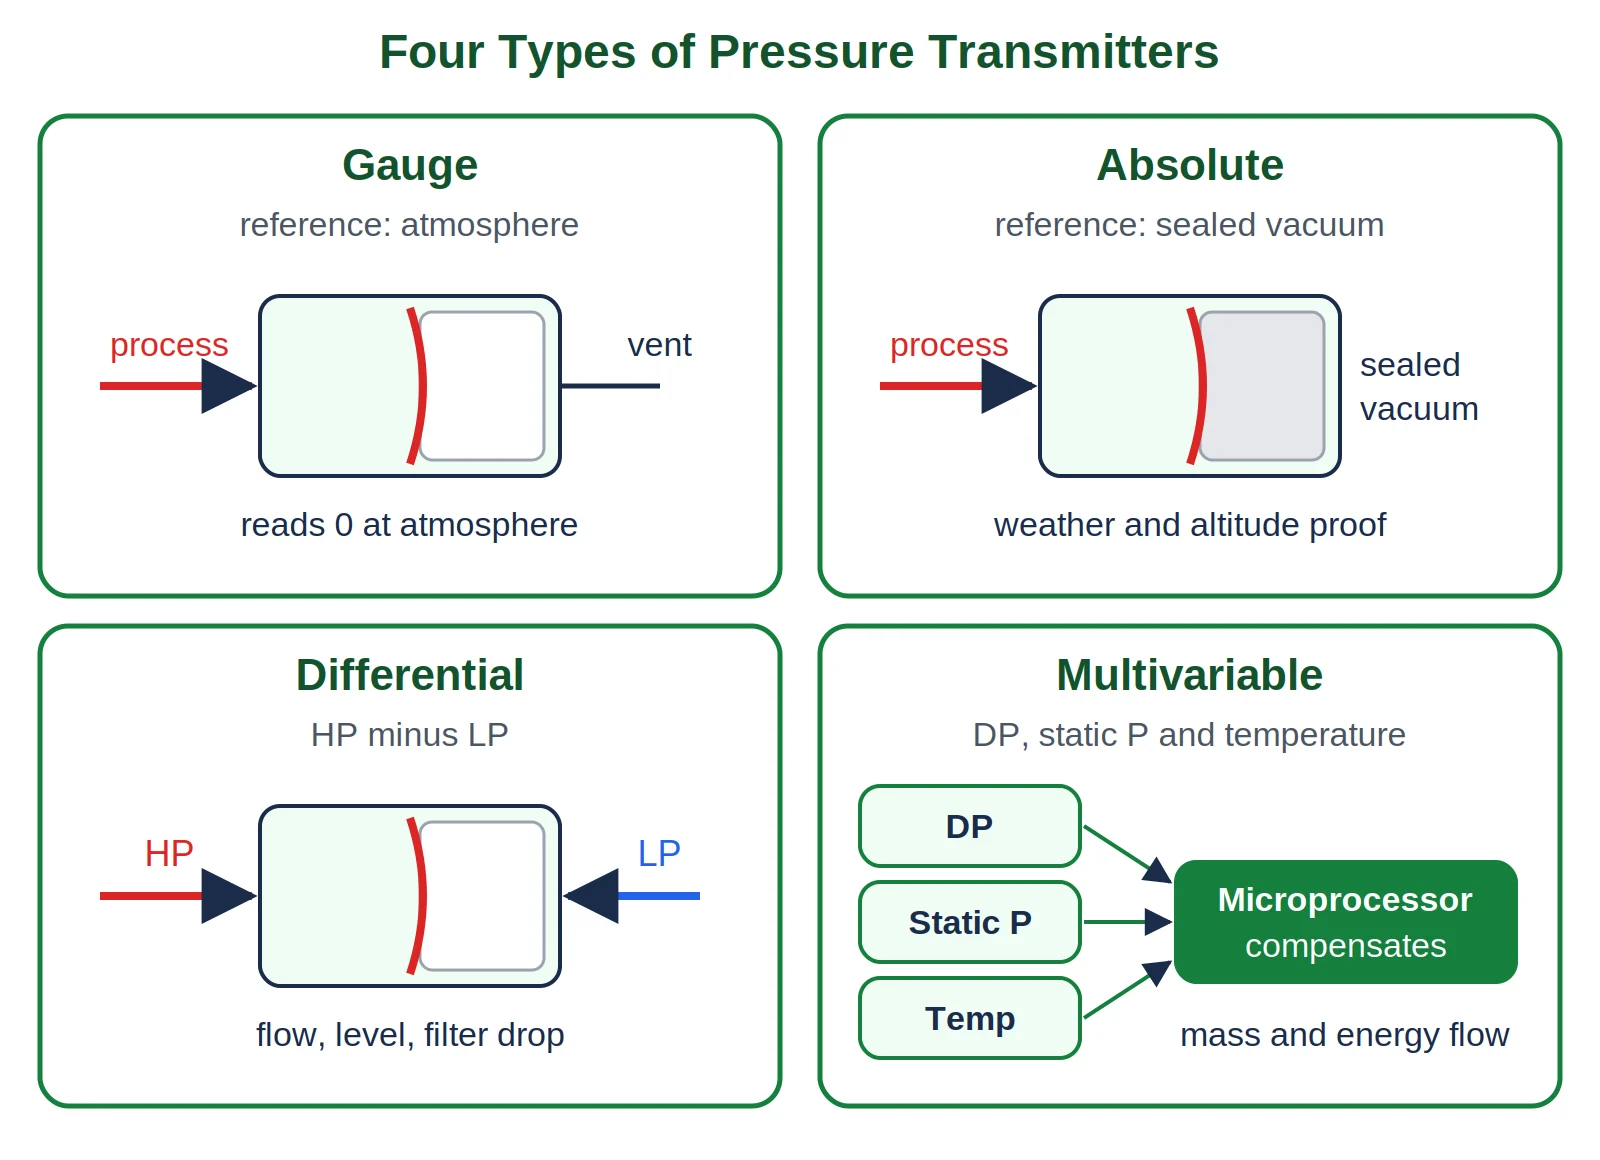 Four Types of Pressure Transmitters
Gauge
reference: atmosphere
process
vent
reads 0 at atmosphere
Absolute
reference: sealed vacuum
process
sealed
vacuum
weather and altitude proof
Differential
HP minus LP
HP
LP
flow, level, filter drop
Multivariable
DP, static P and temperature
DP
Static P
Temp
Microprocessor
compensates
mass and energy flow